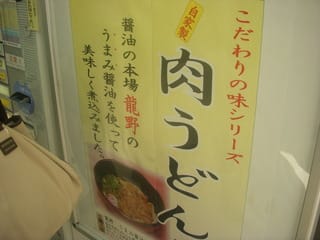 こだわりの味シリーズ
自家製
肉うどん
醤油の本場龍野の
うまみ醤油を使って
美味しく煮込みました。